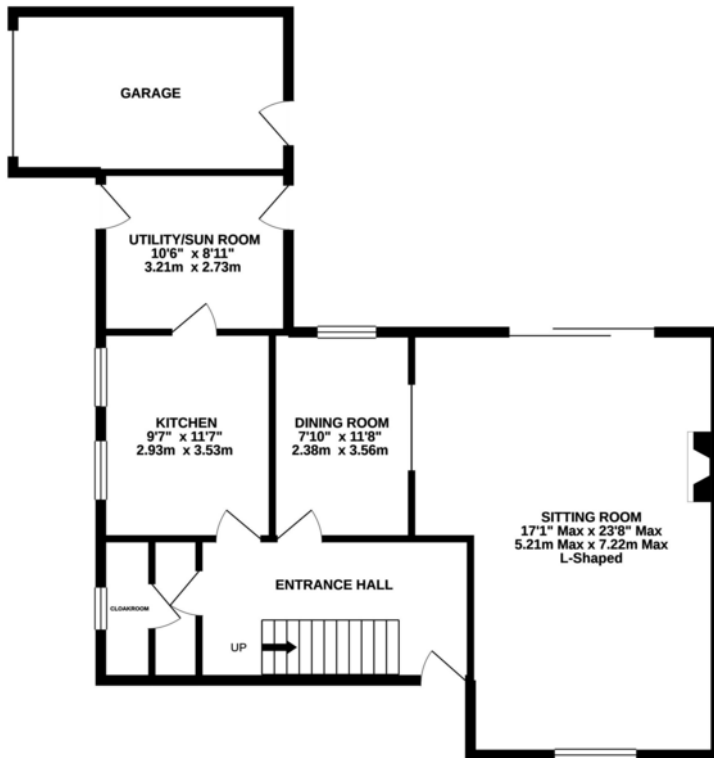 GARAGE
UTILITY/SUN ROOM
10'6" x 8'11"
3.21m x 2.73m
KITCHEN
9'7" x 11'7"
2.93m x 3.53m
DINING ROOM
7'10" x 11'8"
2.38m x 3.56m
SITTING ROOM
17'1" Max x 23'8" Max
5.21m Max x 7.22m Max
L-Shaped
ENTRANCE HALL
CLOAKROOM
UP